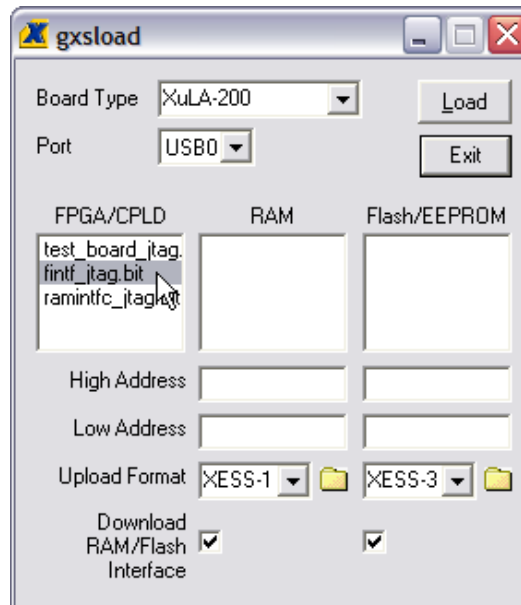 gxsload
Board Type XuLA-200 Load
Port USB0 Exit
FPGA/CPLD RAM Flash/EEPROM
test_board_jtag.
fintf_jtag.bit
ramintfc_jtag
High Address
Low Address
Upload Format XESS-1 XESS-3
Download
RAM/Flash
Interface